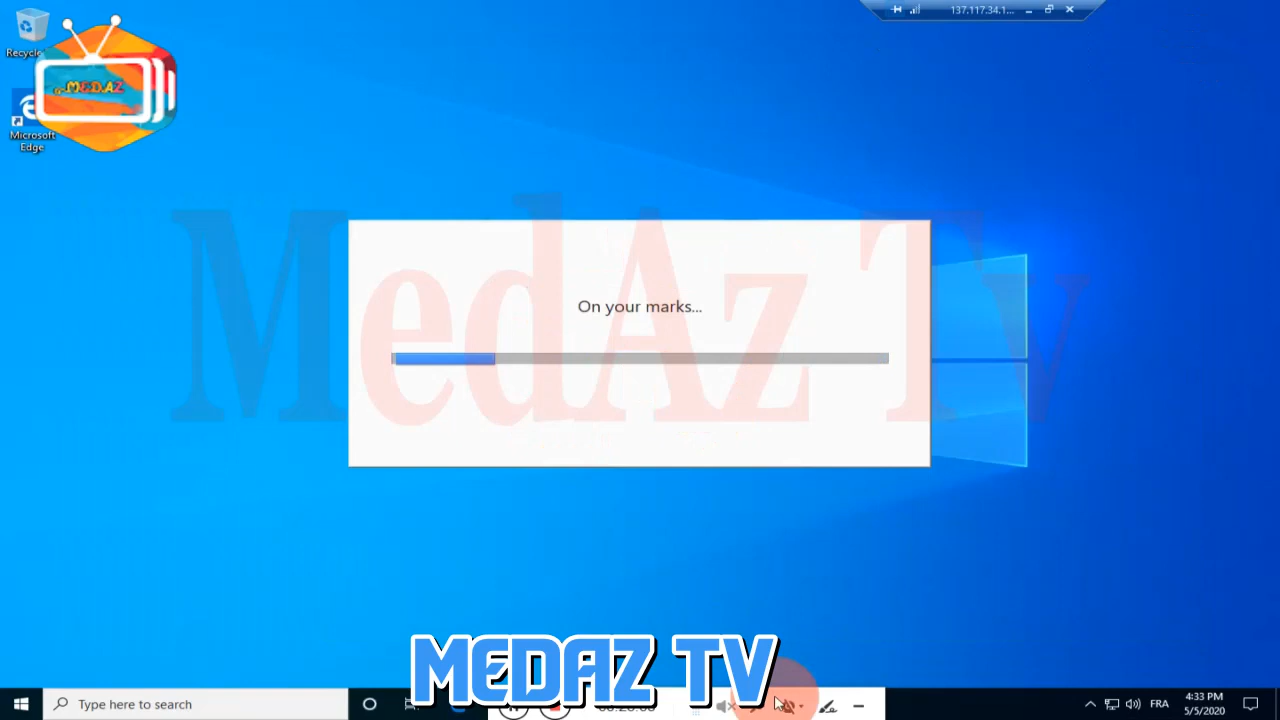 137.117.34.1...
Recycle
MEDAZ
Microsoft
Edge
MedAz Tv
On your marks...
MEDAZ TV
Type here to search
FRA
4:33 PM
5/5/2020